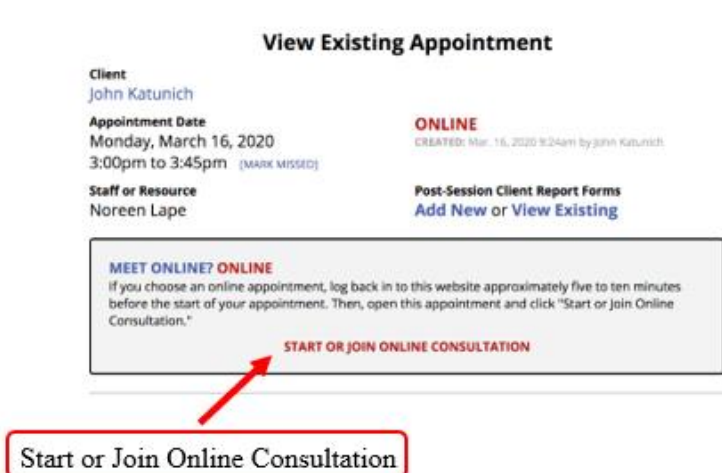 View Existing Appointment
Client
John Katunich
Appointment Date
Monday, March 16, 2020
3:00pm to 3:45pm [MARK MISSED]
ONLINE
CREATED: Mar. 16, 2020 9:24am by John Katunich
Staff or Resource
Noreen Lape
Post-Session Client Report Forms
Add New or View Existing
MEET ONLINE? ONLINE
If you choose an online appointment, log back in to this website approximately five to ten minutes
before the start of your appointment. Then, open this appointment and click "Start or Join Online
Consultation."
START OR JOIN ONLINE CONSULTATION
Start or Join Online Consultation